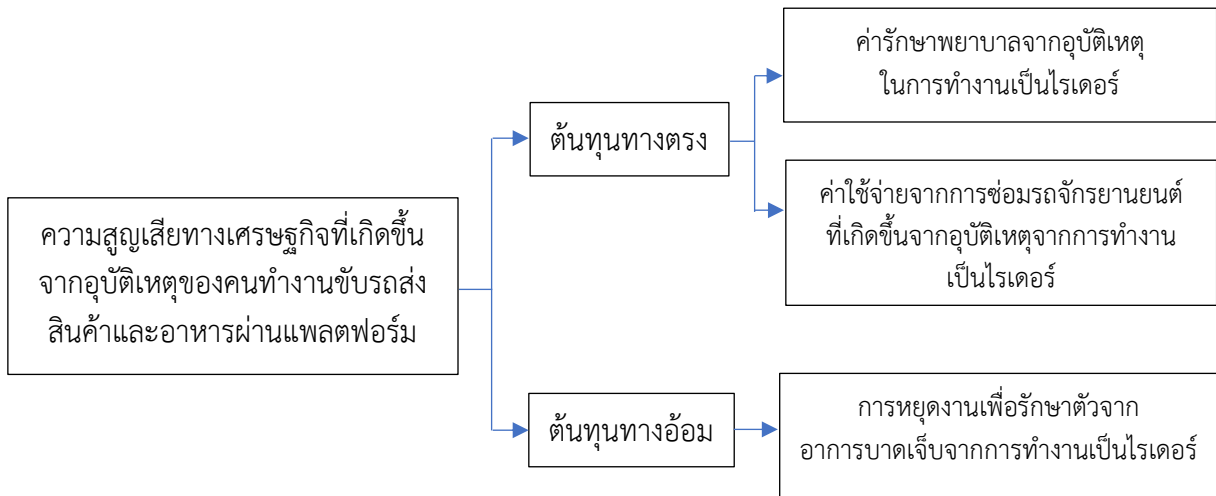 ค่ารักษาพยาบาลจากอุบัติเหตุ
ในการทำงานเป็นไรเดอร์
ต้นทุนทางตรง
ค่าใช้จ่ายจากการซ่อมรถจักรยานยนต์
ที่เกิดขึ้นจากอุบัติเหตุจากการทำงาน
เป็นไรเดอร์
ความสูญเสียทางเศรษฐกิจที่เกิดขึ้น
จากอุบัติเหตุของคนทำงานขับรถส่ง
สินค้าและอาหารผ่านแพลตฟอร์ม
ต้นทุนทางอ้อม
การหยุดงานเพื่อรักษาตัวจาก
อาการบาดเจ็บจากการทำงานเป็นไรเดอร์